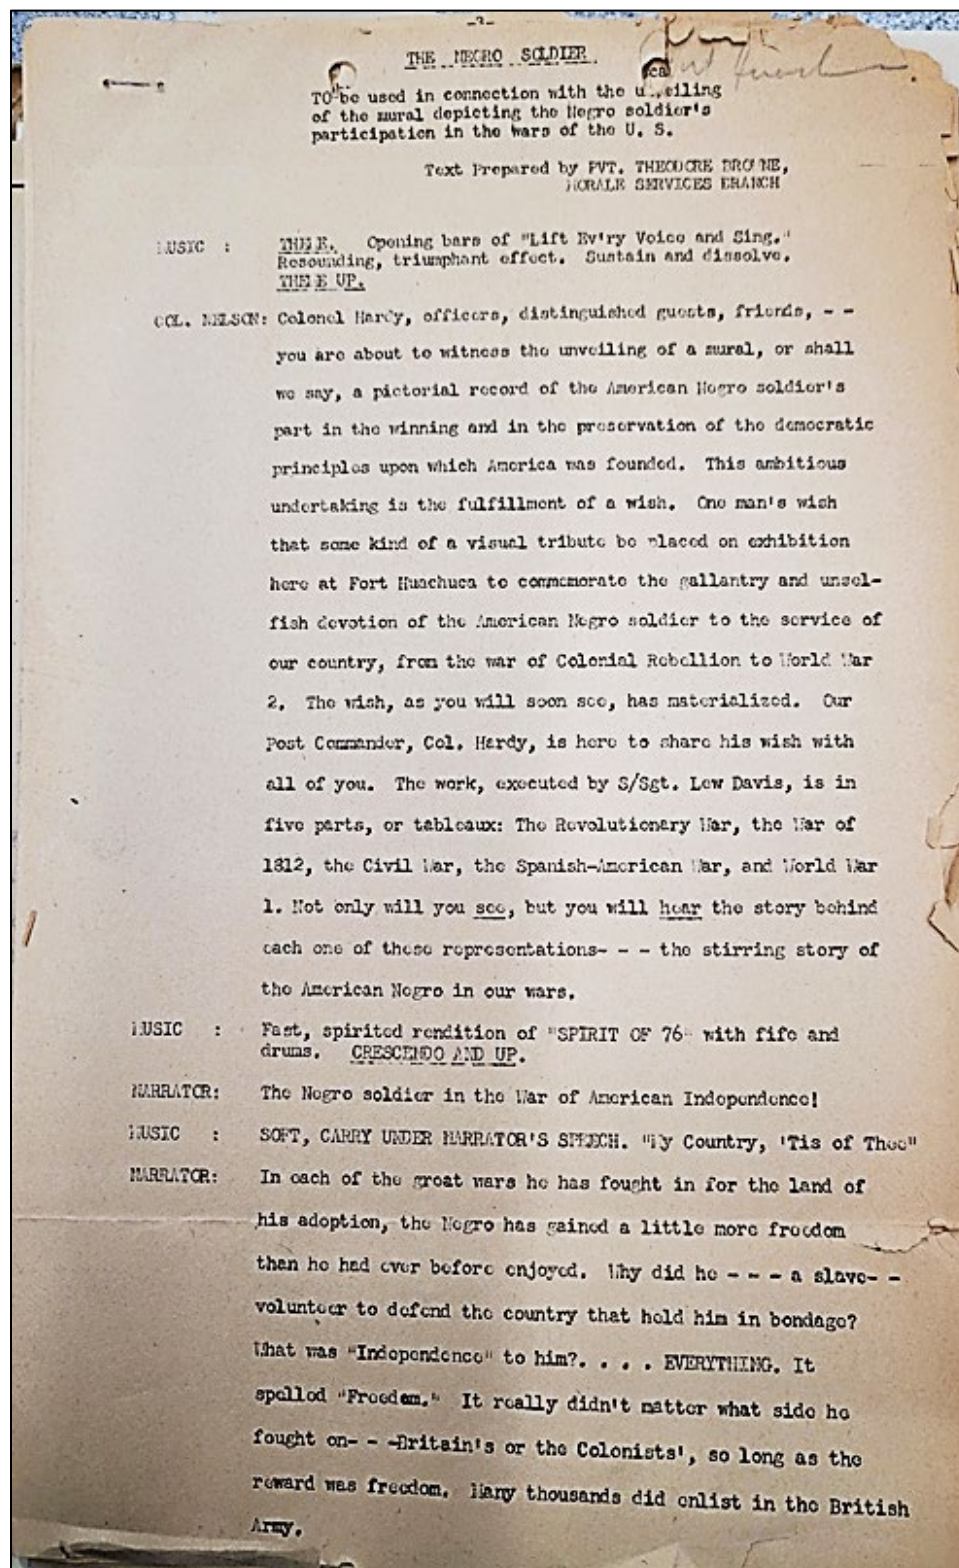 -2-
THE NEGRO SOLDIER
TO be used in connection with the unveiling
of the mural depicting the Negro soldier's
participation in the wars of the U. S.
Text Prepared by PVT. THEODORE BROWNE,
MORALE SERVICES BRANCH
MUSIC : THEME. Opening bars of "Lift Ev'ry Voice and Sing."
Resounding, triumphant effect. Sustain and dissolve.
THEME UP.
COL. NELSON: Colonel Hardy, officers, distinguished guests, friends, - -
you are about to witness the unveiling of a mural, or shall
we say, a pictorial record of the American Negro soldier's
part in the winning and in the preservation of the democratic
principles upon which America was founded. This ambitious
undertaking is the fulfillment of a wish. One man's wish
that some kind of a visual tribute be placed on exhibition
here at Fort Huachuca to commemorate the gallantry and unsel-
fish devotion of the American Negro soldier to the service of
our country, from the war of Colonial Rebellion to World War
2. The wish, as you will soon see, has materialized. Our
Post Commander, Col. Hardy, is here to share his wish with
all of you. The work, executed by S/Sgt. Lew Davis, is in
five parts, or tableaux: The Revolutionary War, the War of
1812, the Civil War, the Spanish-American War, and World War
1. Not only will you see, but you will hear the story behind
each one of these representations- - - the stirring story of
the American Negro in our wars.
MUSIC : Fast, spirited rendition of "SPIRIT OF 76" with fife and
drums. CRESCENDO AND UP.
NARRATOR: The Negro soldier in the War of American Independence!
MUSIC : SOFT, CARRY UNDER NARRATOR'S SPEECH. "My Country, 'Tis of Thee"
NARRATOR: In each of the great wars he has fought in for the land of
his adoption, the Negro has gained a little more freedom
than he had ever before enjoyed. Why did he - - - a slave- -
volunteer to defend the country that held him in bondage?
What was "Independence" to him?. . . . EVERYTHING. It
spelled "Freedom." It really didn't matter what side he
fought on- - -Britain's or the Colonists', so long as the
reward was freedom. Many thousands did enlist in the British
Army.